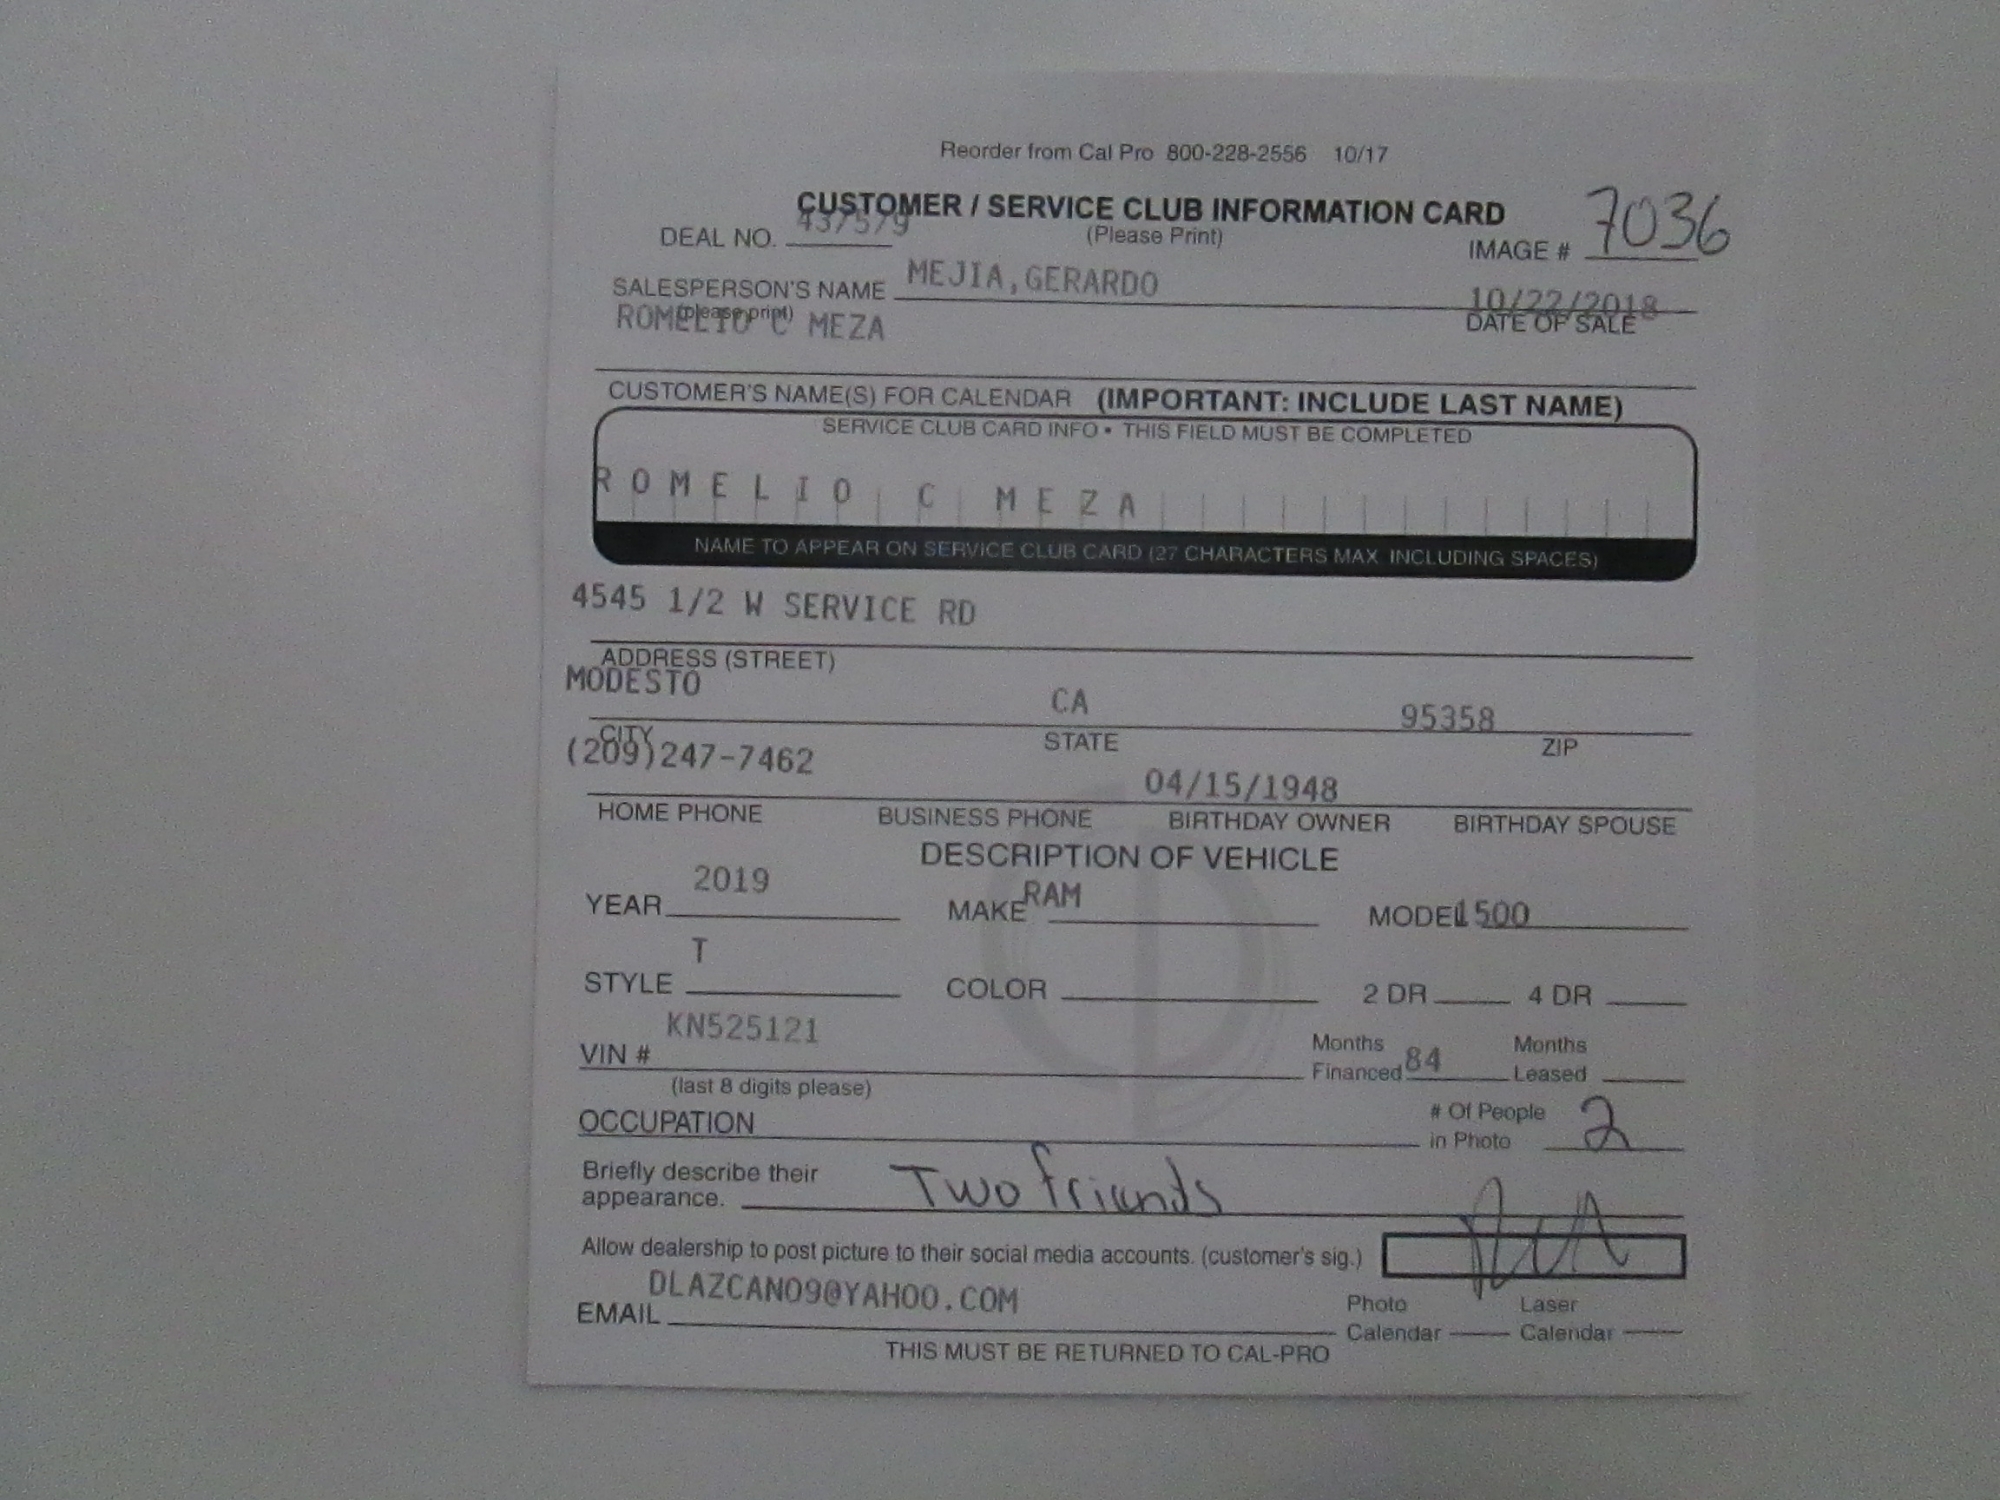 Reorder from Cal Pro 800-228-2556 10/17
CUSTOMER / SERVICE CLUB INFORMATION CARD
DEAL NO. 437579 (Please Print) IMAGE # 7036
SALESPERSON'S NAME MEJIA,GERARDO 10/22/2018
(please print) DATE OF SALE
ROMELIO C MEZA
CUSTOMER'S NAME(S) FOR CALENDAR (IMPORTANT: INCLUDE LAST NAME)
SERVICE CLUB CARD INFO • THIS FIELD MUST BE COMPLETED
ROMELIO C MEZA
NAME TO APPEAR ON SERVICE CLUB CARD (27 CHARACTERS MAX INCLUDING SPACES)
4545 1/2 W SERVICE RD
ADDRESS (STREET)
MODESTO CA 95358
CITY STATE ZIP
(209)247-7462 04/15/1948
HOME PHONE BUSINESS PHONE BIRTHDAY OWNER BIRTHDAY SPOUSE
DESCRIPTION OF VEHICLE
YEAR 2019 MAKE RAM MODEL 1500
STYLE T COLOR 2 DR 4 DR
VIN # KN525121 Months Financed 84 Months Leased
(last 8 digits please)
OCCUPATION # Of People in Photo 2
Briefly describe their appearance. Two friends
Allow dealership to post picture to their social media accounts. (customer's sig.)
EMAIL DLAZCANO9@YAHOO.COM Photo Calendar Laser Calendar
THIS MUST BE RETURNED TO CAL-PRO